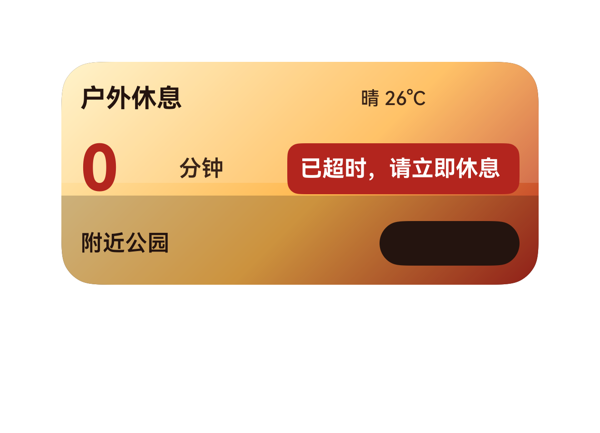 户外休息
晴 26℃
0 分钟
已超时，请立即休息
附近公园